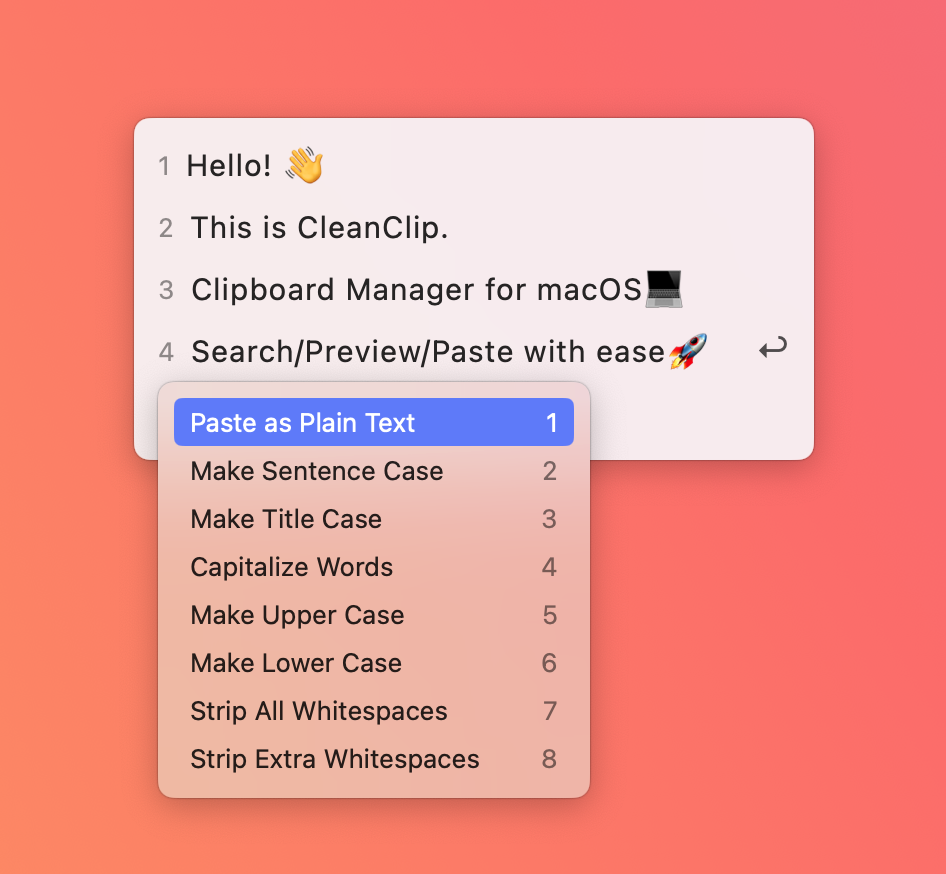 1 Hello! 👋
2 This is CleanClip.
3 Clipboard Manager for macOS💻
4 Search/Preview/Paste with ease🚀
Paste as Plain Text 1
Make Sentence Case 2
Make Title Case 3
Capitalize Words 4
Make Upper Case 5
Make Lower Case 6
Strip All Whitespaces 7
Strip Extra Whitespaces 8